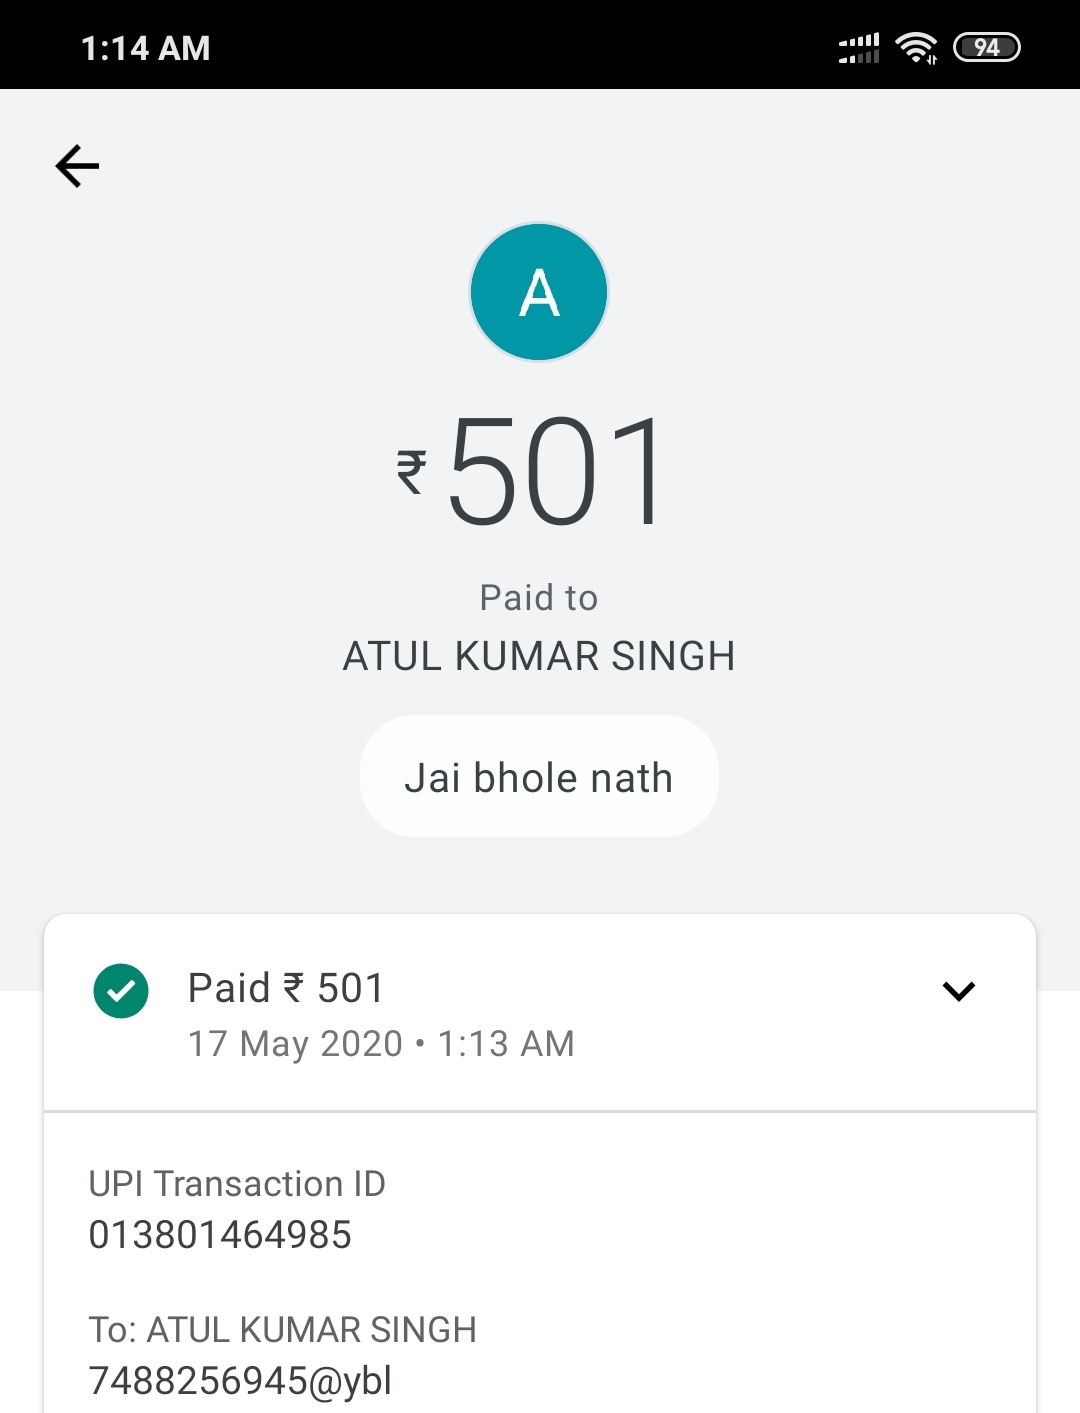 1:14 AM
94
A
₹501
Paid to
ATUL KUMAR SINGH
Jai bhole nath
Paid ₹ 501
17 May 2020 • 1:13 AM
UPI Transaction ID
013801464985
To: ATUL KUMAR SINGH
7488256945@ybl